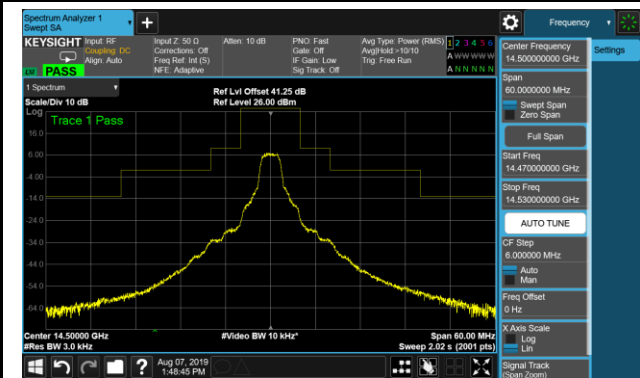 Spectrum Analyzer 1
Swept SA
Frequency
KEYSIGHT
Input: RF
Coupling: DC
Align: Auto
Input Z: 50 Ω
Corrections: Off
Freq Ref: Int (S)
NFE: Adaptive
Atten: 10 dB
PNO: Fast
Gate: Off
IF Gain: Low
Sig Track: Off
Avg Type: Power (RMS)
Avg|Hold:>10/10
Trig: Free Run
1 2 3 4 5 6
A W W W W W
A N N N N N
PASS
1 Spectrum
Scale/Div 10 dB
Ref Lvl Offset 41.25 dB
Ref Level 26.00 dBm
Log
Trace 1 Pass
16.0
6.00
-4.00
-14.0
-24.0
-34.0
-44.0
-54.0
-64.0
Center 14.50000 GHz
#Res BW 3.0 kHz
#Video BW 10 kHz*
Span 60.00 MHz
Sweep 2.02 s (2001 pts)
Aug 07, 2019
1:48:45 PM
Center Frequency
14.500000000 GHz
Settings
Span
60.0000000 MHz
Swept Span
Zero Span
Full Span
Start Freq
14.470000000 GHz
Stop Freq
14.530000000 GHz
AUTO TUNE
CF Step
6.000000 MHz
Auto
Man
Freq Offset
0 Hz
X Axis Scale
Log
Lin
Signal Track
(Span Zoom)